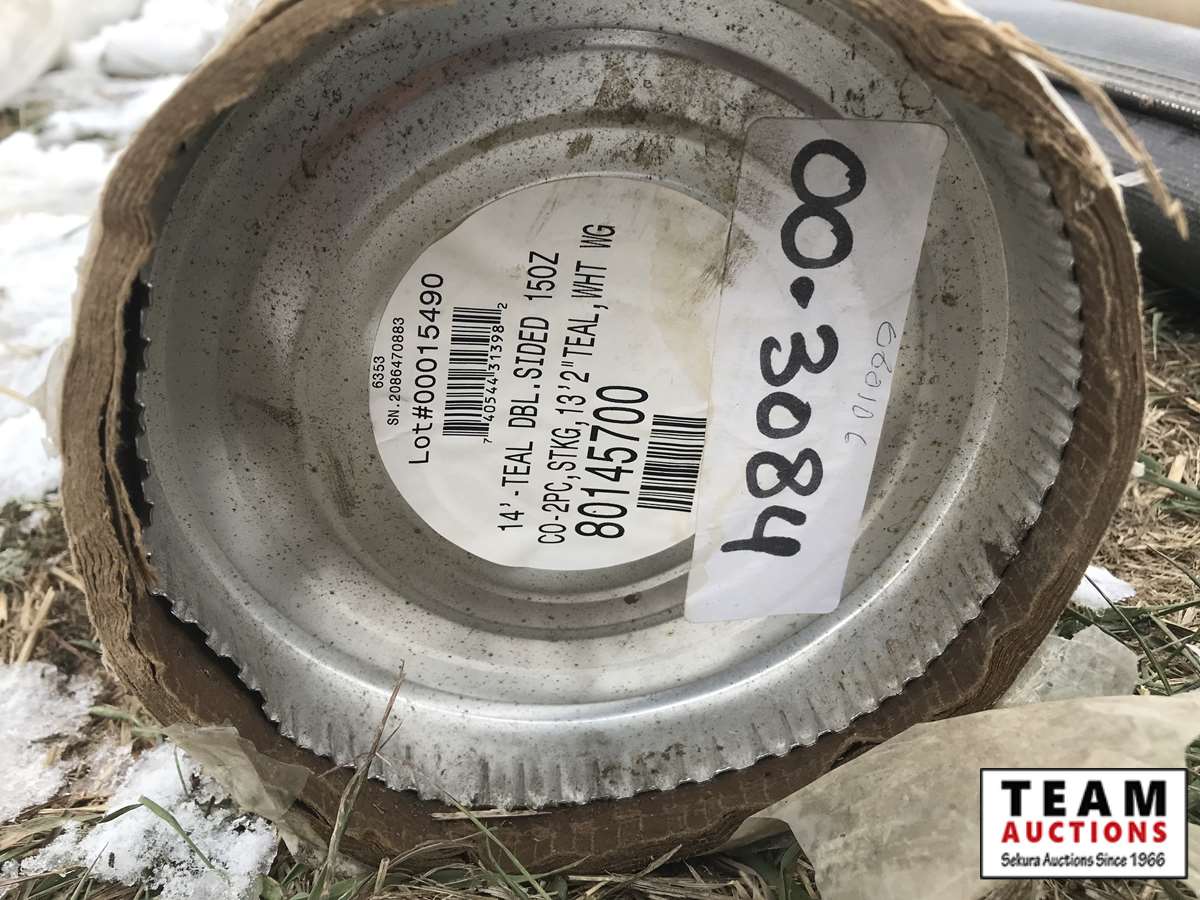 6353
SN.2086470883
Lot#00015490
7 40544 31398 2
14'-TEAL DBL.SIDED 15OZ
CO-2PC,STKG,13'2"TEAL,WHT WG
80145700
00-3084
TEAM
AUCTIONS
Sekura Auctions Since 1966